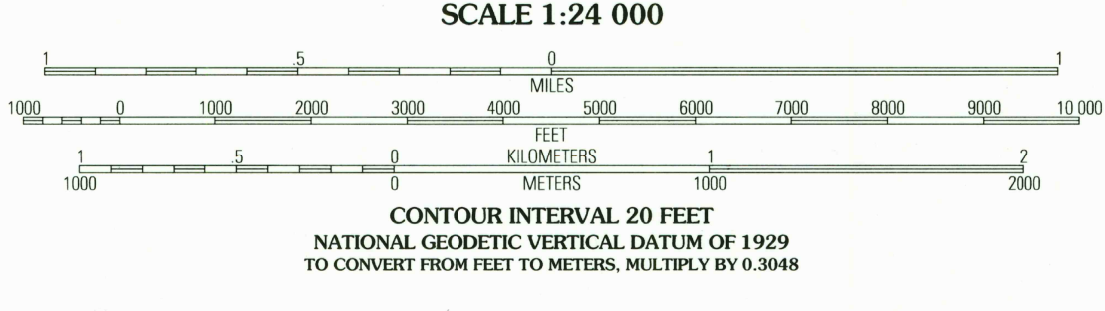 SCALE 1:24 000
1 .5 0 1
MILES
1000 0 1000 2000 3000 4000 5000 6000 7000 8000 9000 10 000
FEET
1 .5 0 KILOMETERS 1 2
1000 0 METERS 1000 2000
CONTOUR INTERVAL 20 FEET
NATIONAL GEODETIC VERTICAL DATUM OF 1929
TO CONVERT FROM FEET TO METERS, MULTIPLY BY 0.3048